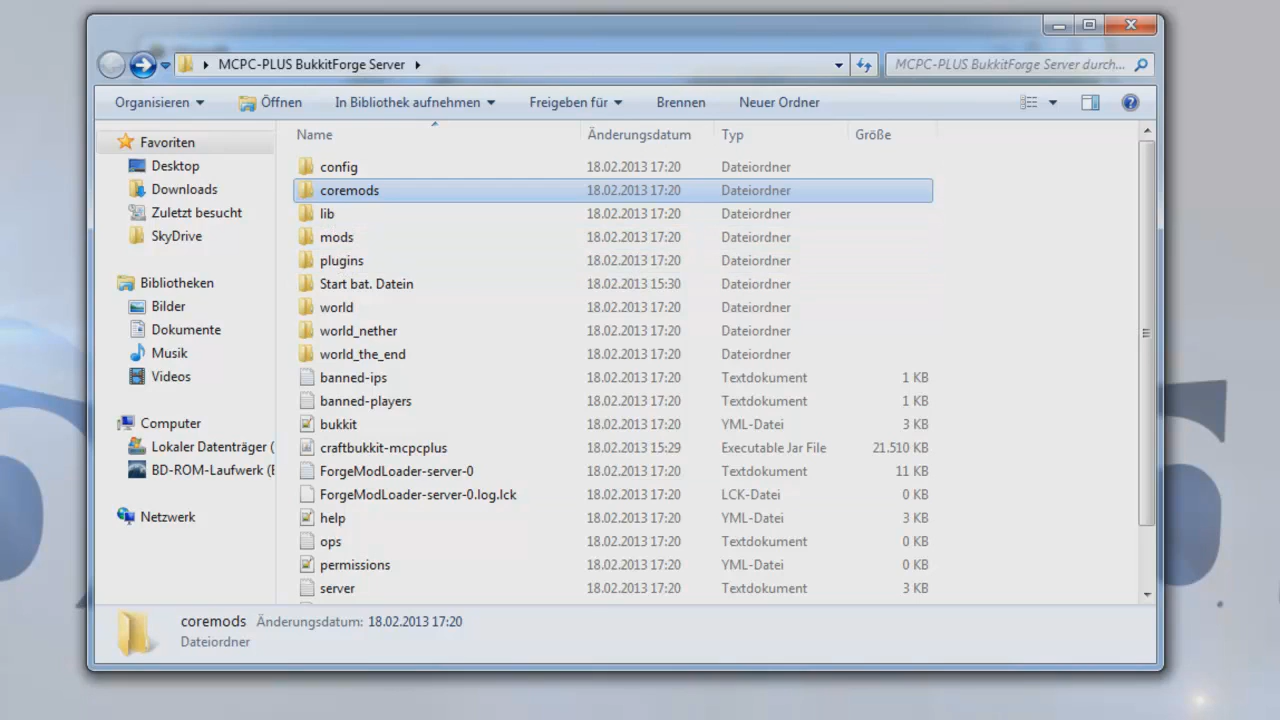 MCPC-PLUS BukkitForge Server
MCPC-PLUS BukkitForge Server durch...
Organisieren Öffnen In Bibliothek aufnehmen Freigeben für Brennen Neuer Ordner
Name Änderungsdatum Typ Größe
Favoriten
Desktop
Downloads
Zuletzt besucht
SkyDrive
Bibliotheken
Bilder
Dokumente
Musik
Videos
Computer
Lokaler Datenträger (
BD-ROM-Laufwerk (E
Netzwerk
config 18.02.2013 17:20 Dateiordner
coremods 18.02.2013 17:20 Dateiordner
lib 18.02.2013 17:20 Dateiordner
mods 18.02.2013 17:20 Dateiordner
plugins 18.02.2013 17:20 Dateiordner
Start bat. Datein 18.02.2013 15:30 Dateiordner
world 18.02.2013 17:20 Dateiordner
world_nether 18.02.2013 17:20 Dateiordner
world_the_end 18.02.2013 17:20 Dateiordner
banned-ips 18.02.2013 17:20 Textdokument 1 KB
banned-players 18.02.2013 17:20 Textdokument 1 KB
bukkit 18.02.2013 17:20 YML-Datei 3 KB
craftbukkit-mcpcplus 18.02.2013 15:29 Executable Jar File 21.510 KB
ForgeModLoader-server-0 18.02.2013 17:20 Textdokument 11 KB
ForgeModLoader-server-0.log.lck 18.02.2013 17:20 LCK-Datei 0 KB
help 18.02.2013 17:20 YML-Datei 3 KB
ops 18.02.2013 17:20 Textdokument 0 KB
permissions 18.02.2013 17:20 YML-Datei 0 KB
server 18.02.2013 17:20 Textdokument 3 KB
coremods Änderungsdatum: 18.02.2013 17:20
Dateiordner